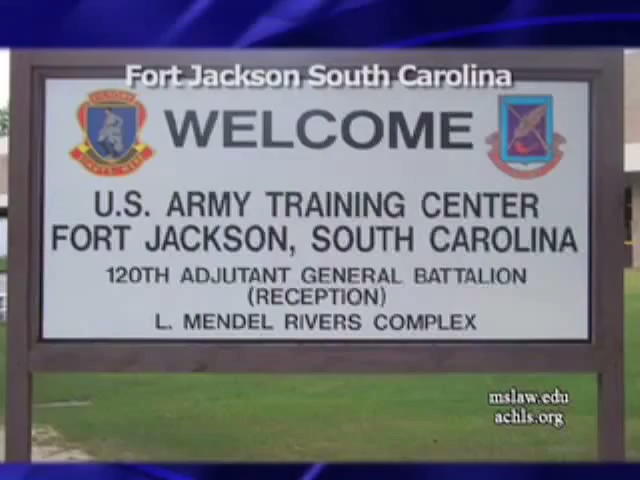 Fort Jackson South Carolina
WELCOME
U.S. ARMY TRAINING CENTER
FORT JACKSON, SOUTH CAROLINA
120TH ADJUTANT GENERAL BATTALION
(RECEPTION)
L. MENDEL RIVERS COMPLEX
mslaw.edu
achls.org